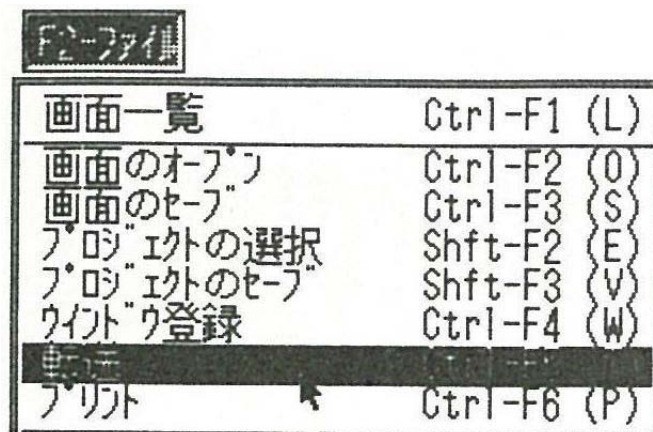 F2-ファイル
画面一覧 Ctrl-F1 (L)
画面のオープン Ctrl-F2 (O)
画面のセーブ Ctrl-F3 (S)
プロジェクトの選択 Shft-F2 (E)
プロジェクトのセーブ Shft-F3 (V)
ウインドウ登録 Ctrl-F4 (W)
転送
プリント Ctrl-F6 (P)